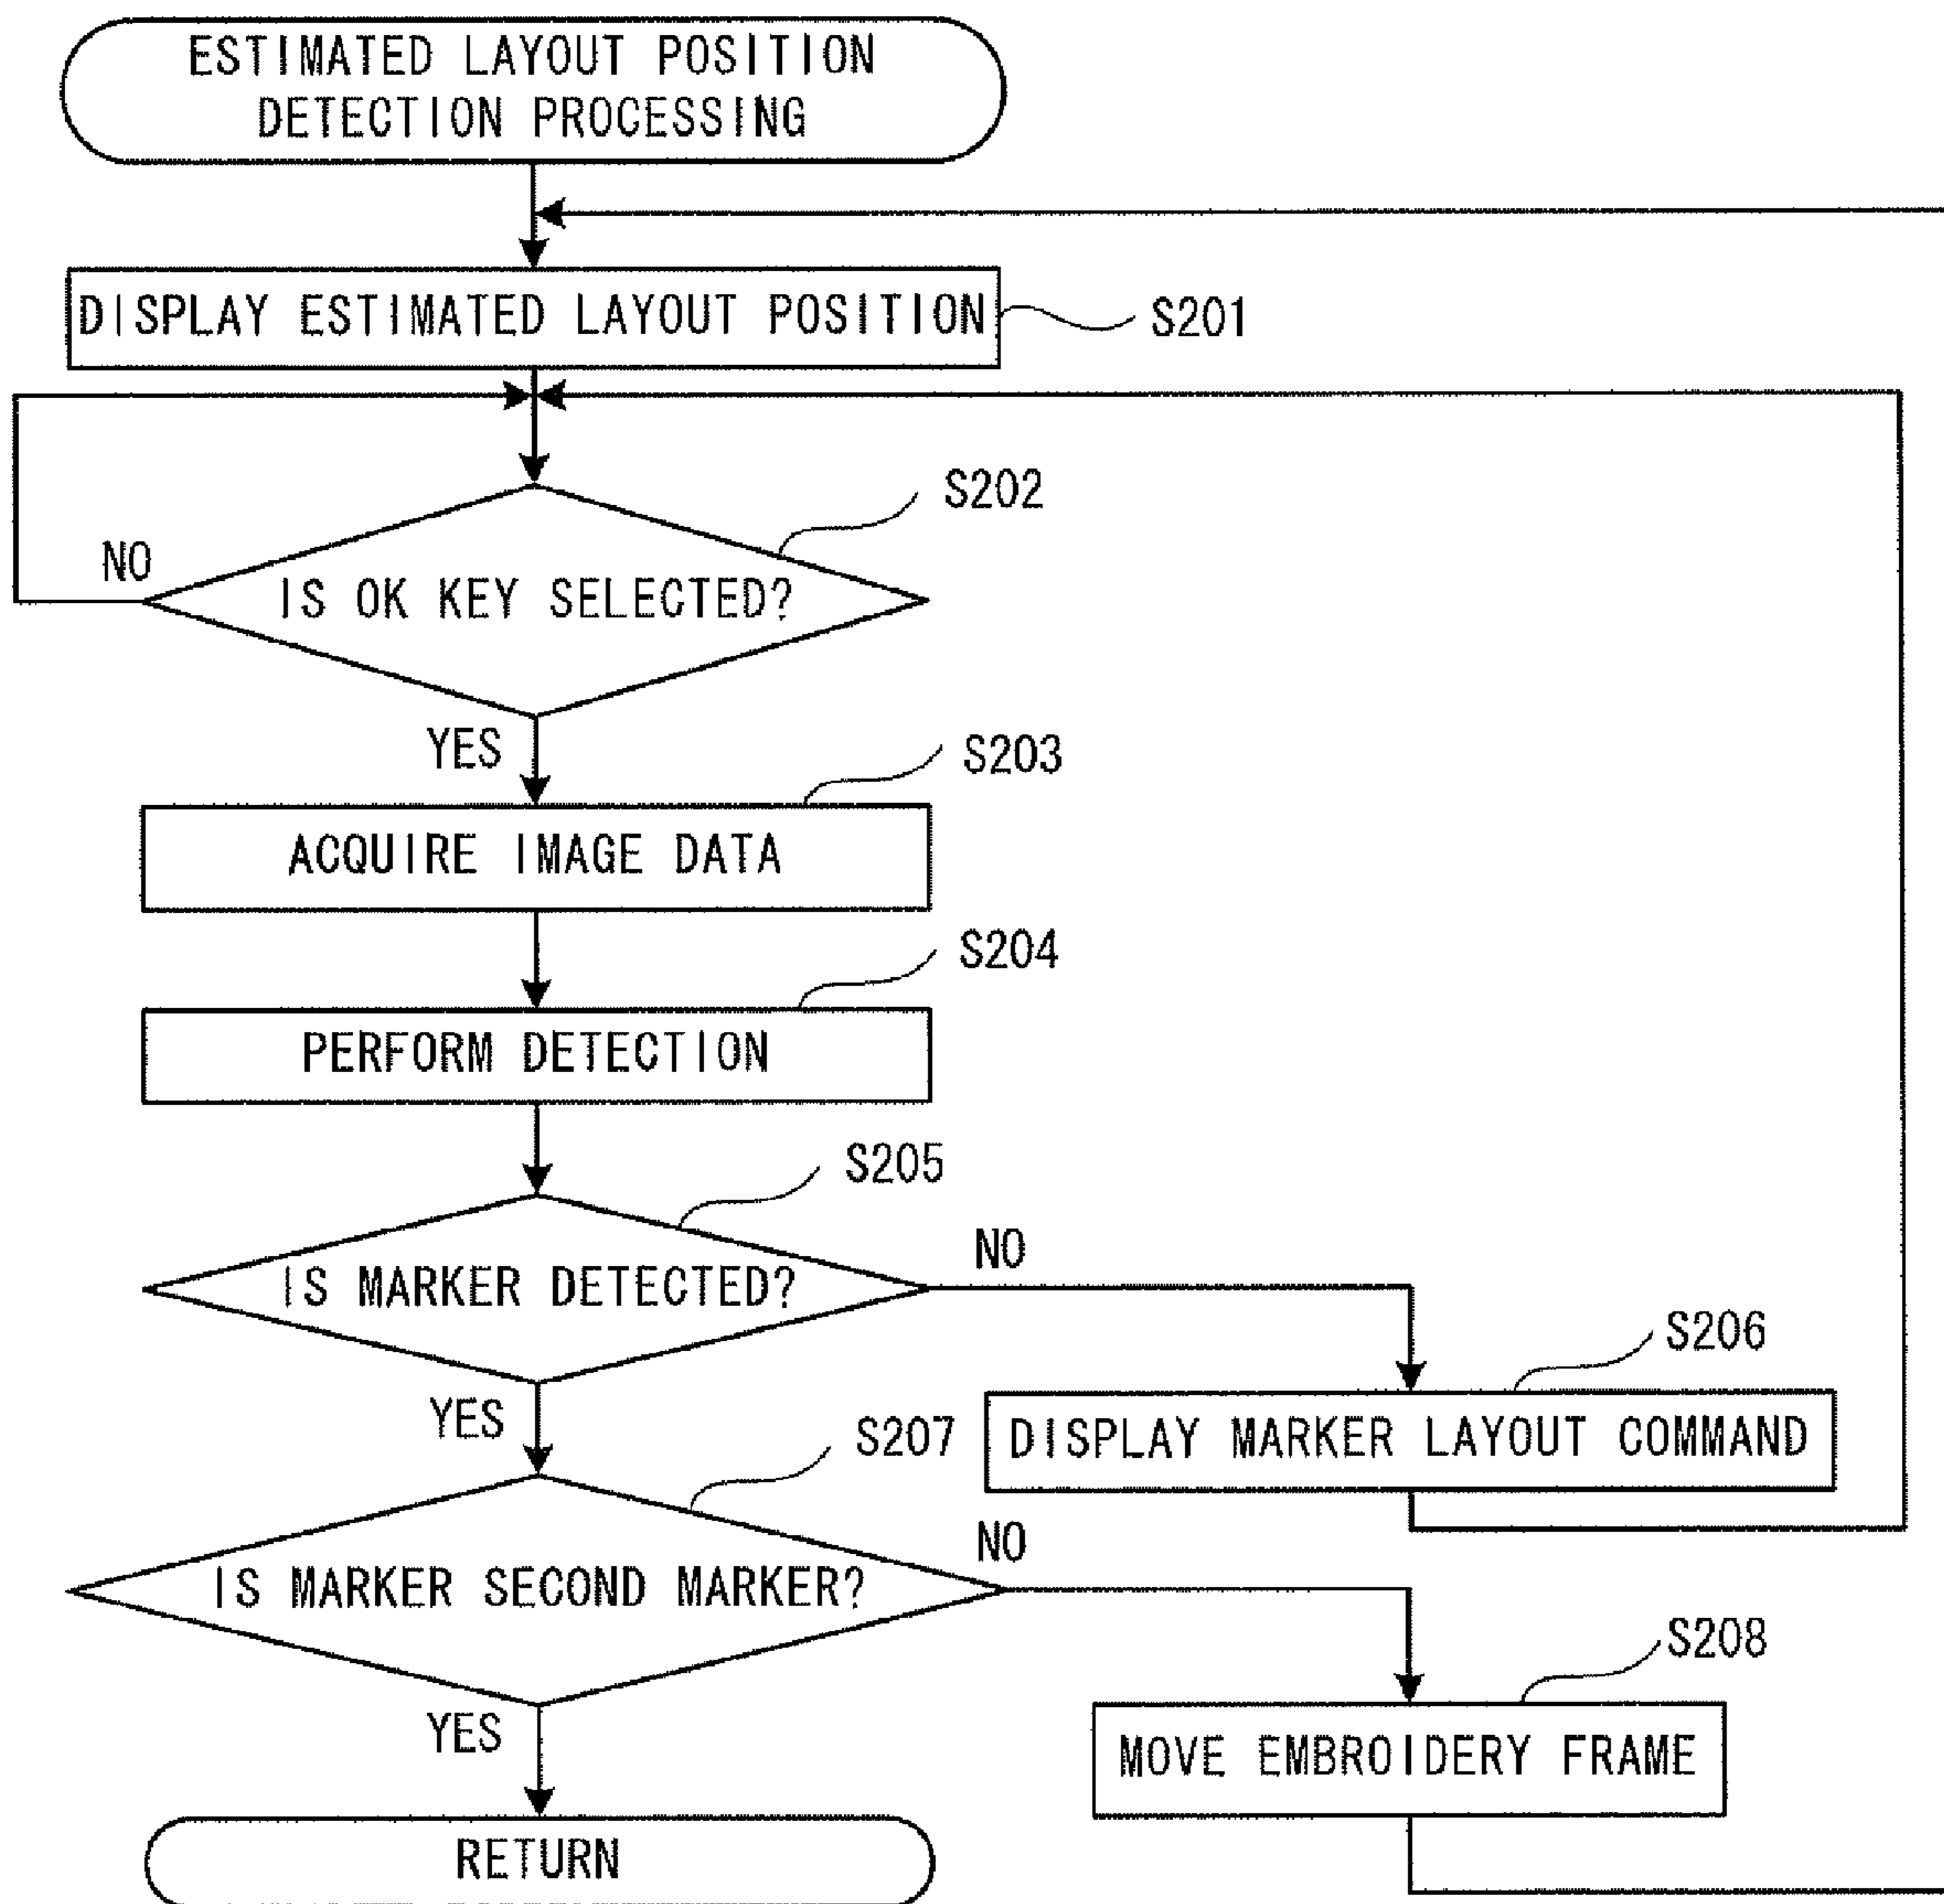 ESTIMATED LAYOUT POSITION
DETECTION PROCESSING
DISPLAY ESTIMATED LAYOUT POSITION
S201
S202
NO
IS OK KEY SELECTED?
YES
S203
ACQUIRE IMAGE DATA
S204
PERFORM DETECTION
S205
IS MARKER DETECTED?
NO
S206
DISPLAY MARKER LAYOUT COMMAND
YES
S207
IS MARKER SECOND MARKER?
NO
S208
MOVE EMBROIDERY FRAME
YES
RETURN